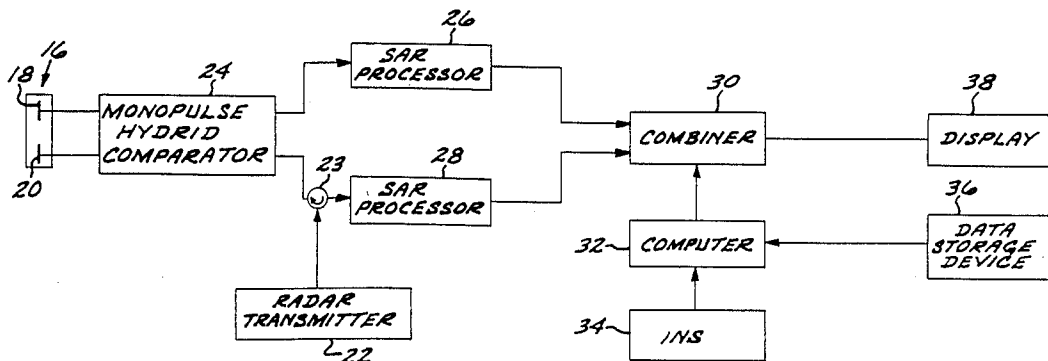 16
18
20
24
MONOPULSE
HYDRID
COMPARATOR
26
SAR
PROCESSOR
23
28
SAR
PROCESSOR
RADAR
TRANSMITTER
22
30
COMBINER
32
COMPUTER
34
INS
38
DISPLAY
36
DATA
STORAGE
DEVICE